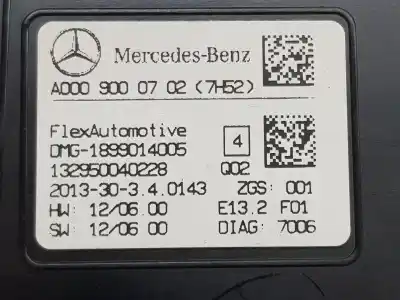 Mercedes-Benz
A000 900 07 02 (7H52)
FlexAutomotive
DMG-1899014005
4
132950040228
Q02
2013-30-3.4.0143
ZGS: 001
HW: 12/06.00
E13.2 F01
SW: 12/06.00
DIAG: 7006